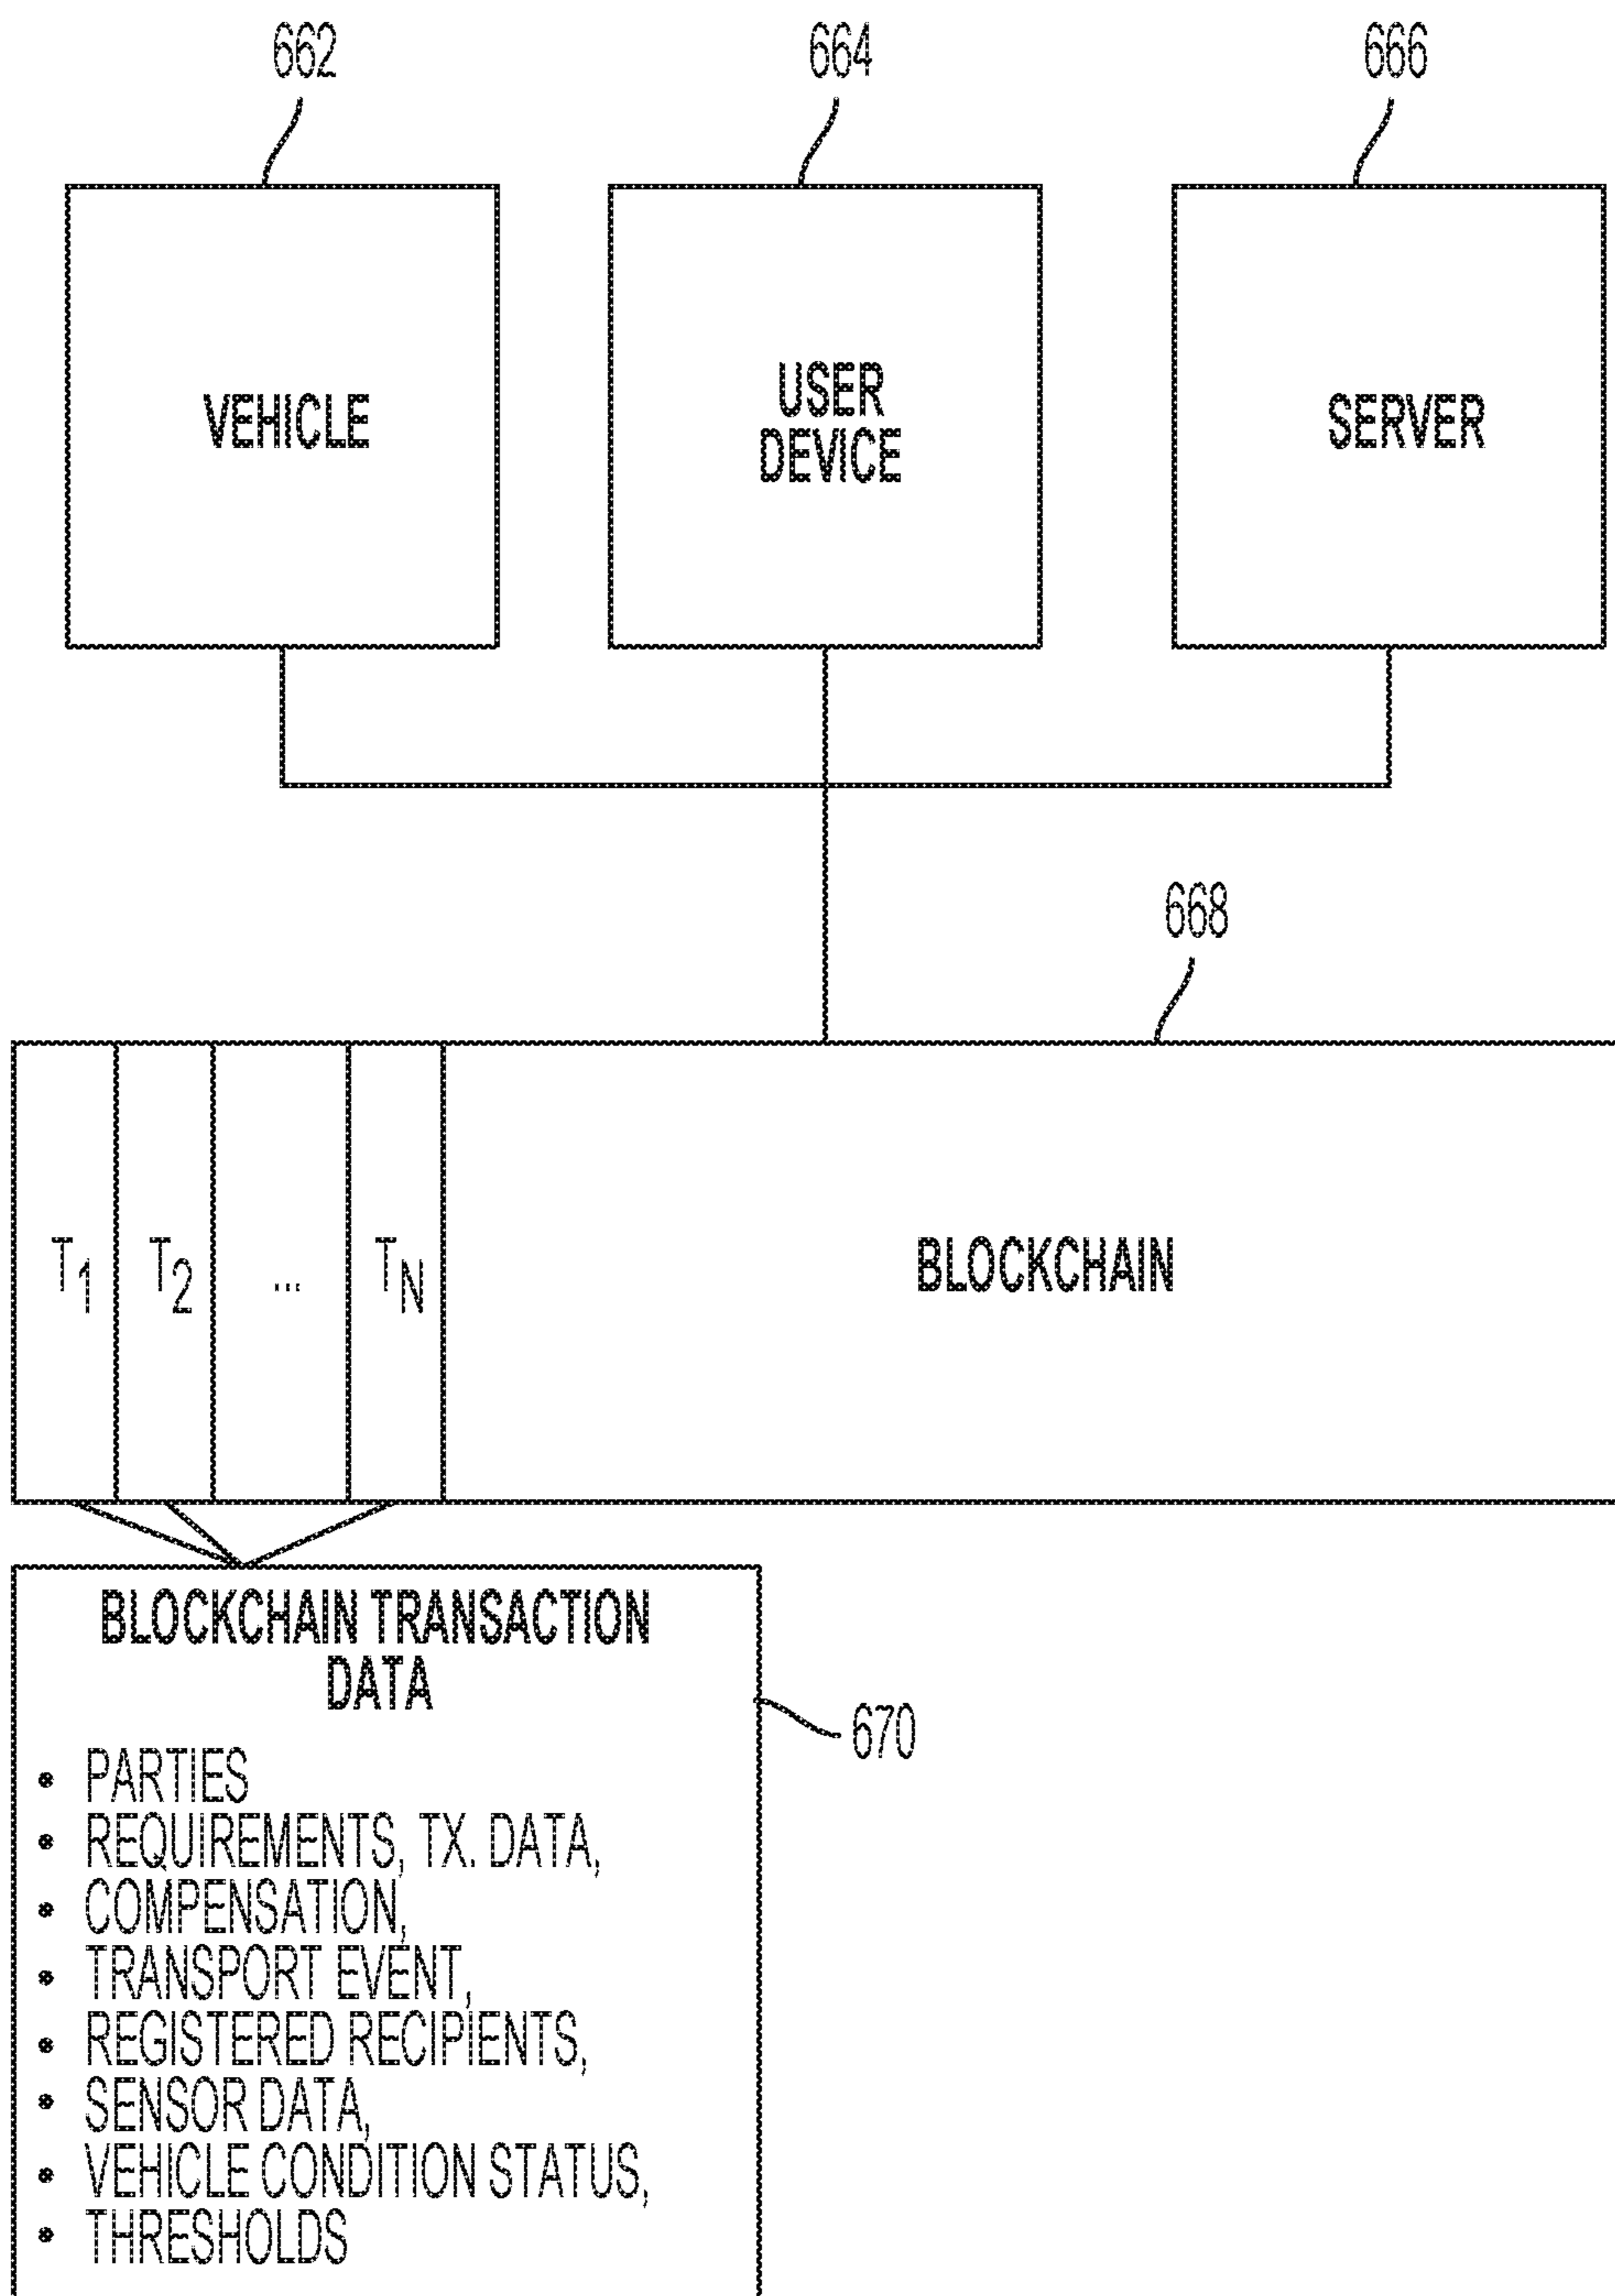 662
664
666
VEHICLE
USER
DEVICE
SERVER
668
T1
T2
...
TN
BLOCKCHAIN
BLOCKCHAIN TRANSACTION
DATA
670
• PARTIES
• REQUIREMENTS, TX. DATA,
• COMPENSATION,
• TRANSPORT EVENT,
• REGISTERED RECIPIENTS,
• SENSOR DATA,
• VEHICLE CONDITION STATUS,
• THRESHOLDS